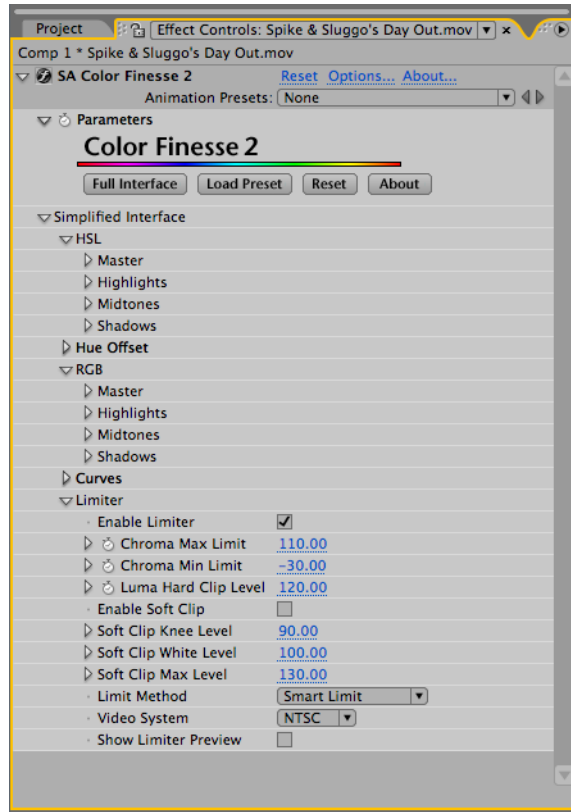 Project Effect Controls: Spike & Sluggo's Day Out.mov
Comp 1 * Spike & Sluggo's Day Out.mov
SA Color Finesse 2 Reset Options... About...
Animation Presets: None
Parameters
Color Finesse 2
Full Interface Load Preset Reset About
Simplified Interface
HSL
Master
Highlights
Midtones
Shadows
Hue Offset
RGB
Master
Highlights
Midtones
Shadows
Curves
Limiter
Enable Limiter
Chroma Max Limit 110.00
Chroma Min Limit -30.00
Luma Hard Clip Level 120.00
Enable Soft Clip
Soft Clip Knee Level 90.00
Soft Clip White Level 100.00
Soft Clip Max Level 130.00
Limit Method Smart Limit
Video System NTSC
Show Limiter Preview